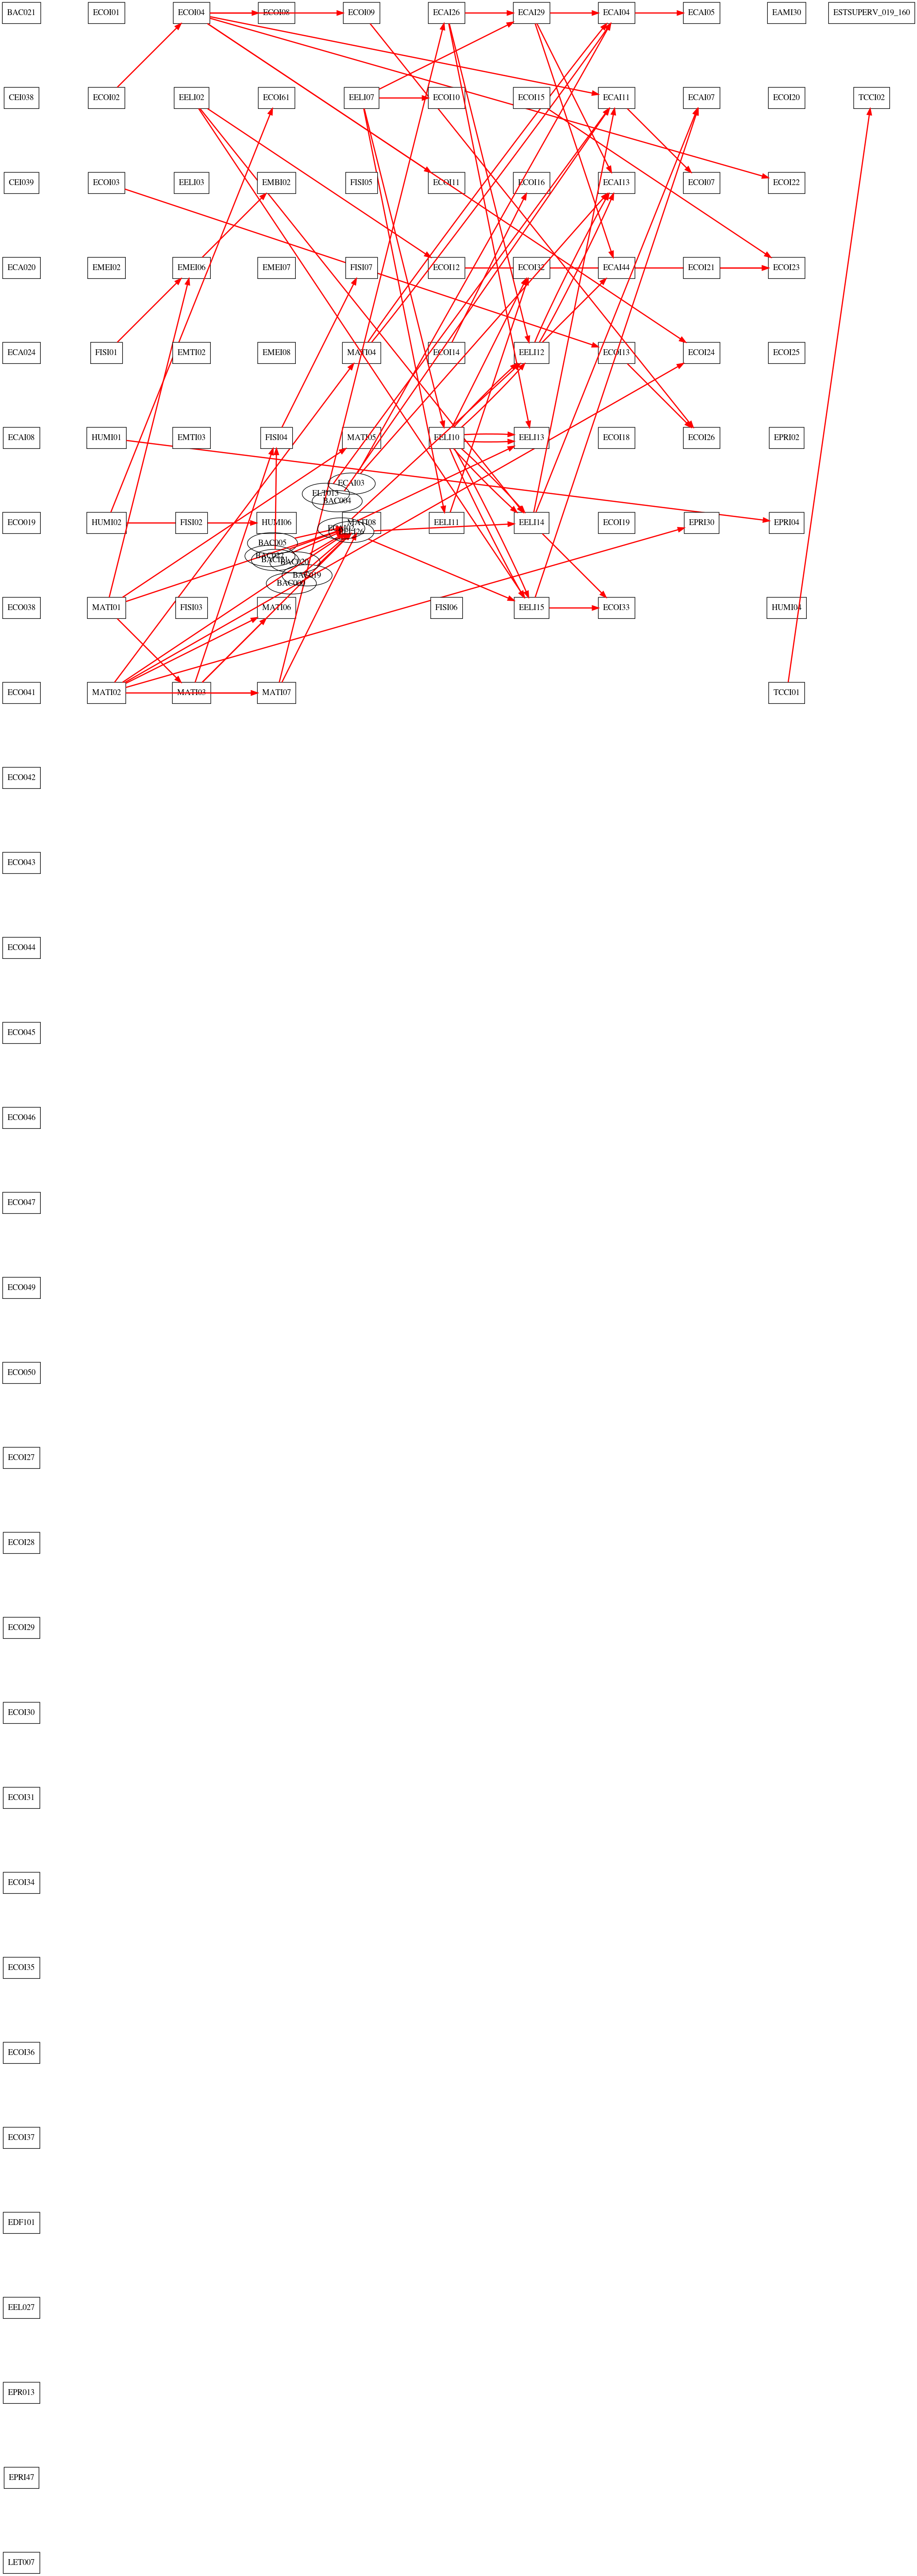 BAC021 ECOI01 ECOI04 ECOI08 ECOI09 ECAI26 ECAI29 ECAI04 ECAI05 EAMI30 ESTSUPERV_019_160
CEI038 ECOI02 EELI02 ECOI61 EELI07 ECOI10 ECOI15 ECAI11 ECAI07 ECOI20 TCCI02
CEI039 ECOI03 EELI03 EMBI02 FISI05 ECOI11 ECOI16 ECAI13 ECOI07 ECOI22
ECA020 EMEI02 EMEI06 EMEI07 FISI07 ECOI12 ECOI32 ECAI44 ECOI21 ECOI23
ECA024 FISI01 EMTI02 EMEI08 MATI04 ECOI14 EELI12 ECOI13 ECOI24 ECOI25
ECAI08 HUMI01 EMTI03 FISI04 MATI05 EELI10 EELI13 ECOI18 ECOI26 EPRI02
ECAI03
BAC004
ECO019 HUMI02 FISI02 HUMI06 MATI08 EELI11 EELI14 ECOI19 EPRI30 EPRI04
BAC005
BAC019
ECO038 MATI01 FISI03 MATI06 FISI06 EELI15 ECOI33 HUMI04
ECO041 MATI02 MATI03 MATI07 TCCI01
ECO042
ECO043
ECO044
ECO045
ECO046
ECO047
ECO049
ECO050
ECOI27
ECOI28
ECOI29
ECOI30
ECOI31
ECOI34
ECOI35
ECOI36
ECOI37
EDF101
EEL027
EPR013
EPRI47
LET007